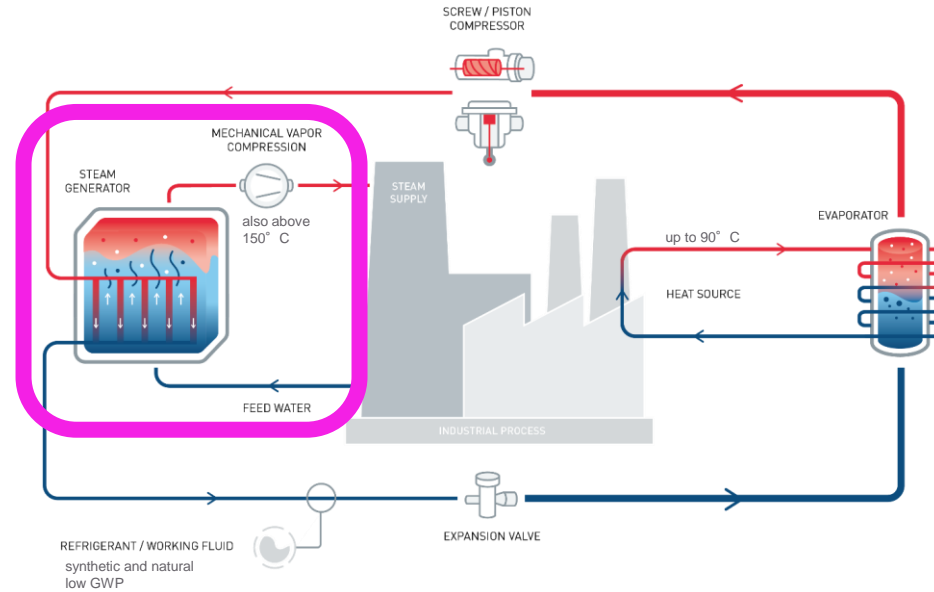 SCREW / PISTON
COMPRESSOR
MECHANICAL VAPOR
COMPRESSION
STEAM
GENERATOR
also above
150° C
STEAM
SUPPLY
EVAPORATOR
up to 90° C
HEAT SOURCE
FEED WATER
INDUSTRIAL PROCESS
EXPANSION VALVE
REFRIGERANT / WORKING FLUID
synthetic and natural
low GWP